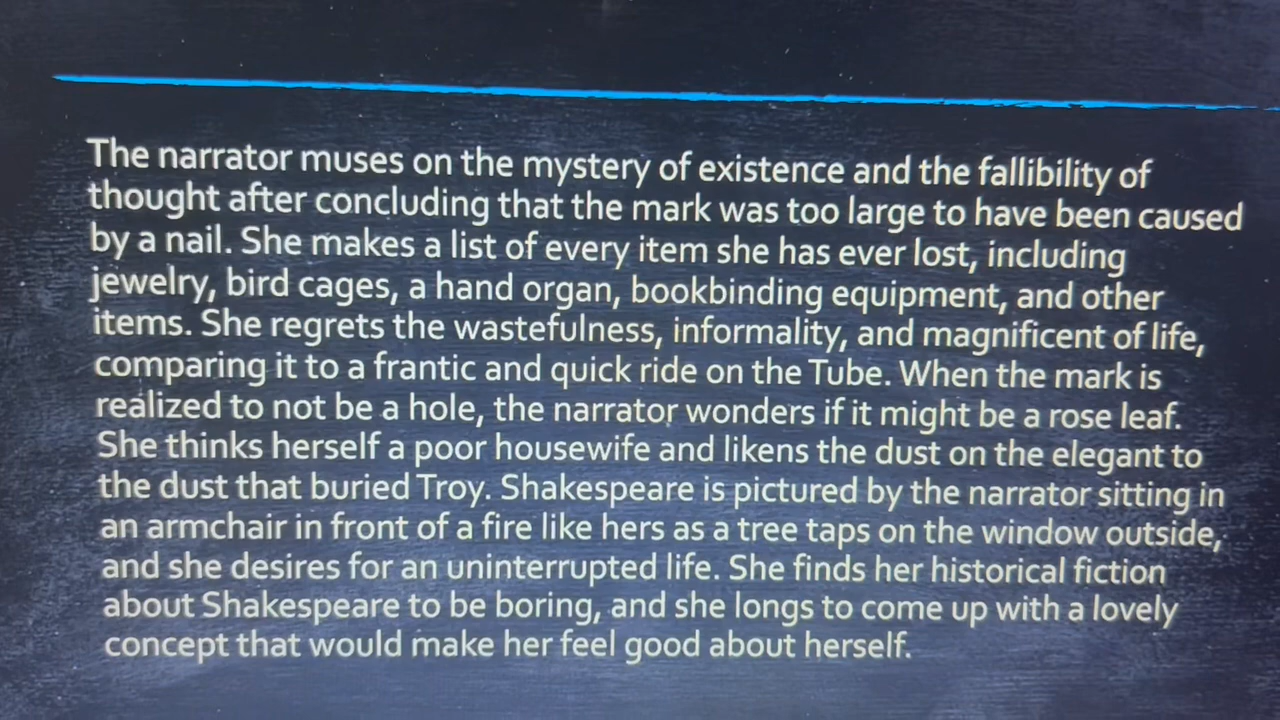 The narrator muses on the mystery of existence and the fallibility of
thought after concluding that the mark was too large to have been caused
by a nail. She makes a list of every item she has ever lost, including
jewelry, bird cages, a hand organ, bookbinding equipment, and other
items. She regrets the wastefulness, informality, and magnificent of life,
comparing it to a frantic and quick ride on the Tube. When the mark is
realized to not be a hole, the narrator wonders if it might be a rose leaf.
She thinks herself a poor housewife and likens the dust on the elegant to
the dust that buried Troy. Shakespeare is pictured by the narrator sitting in
an armchair in front of a fire like hers as a tree taps on the window outside,
and she desires for an uninterrupted life. She finds her historical fiction
about Shakespeare to be boring, and she longs to come up with a lovely
concept that would make her feel good about herself.